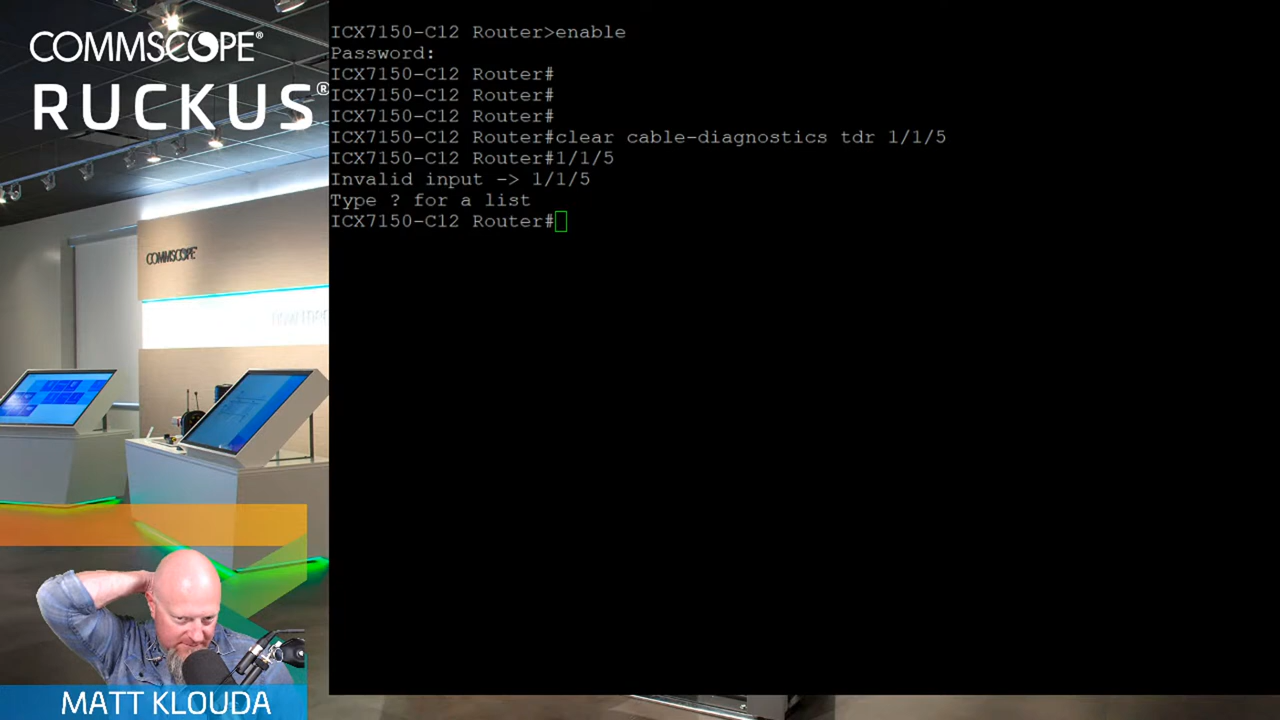 COMMSCOPE®
RUCKUS®
COMMSCOPE®
MATT KLOUDA
ICX7150-C12 Router>enable
Password:
ICX7150-C12 Router#
ICX7150-C12 Router#
ICX7150-C12 Router#
ICX7150-C12 Router#clear cable-diagnostics tdr 1/1/5
ICX7150-C12 Router#1/1/5
Invalid input -> 1/1/5
Type ? for a list
ICX7150-C12 Router#